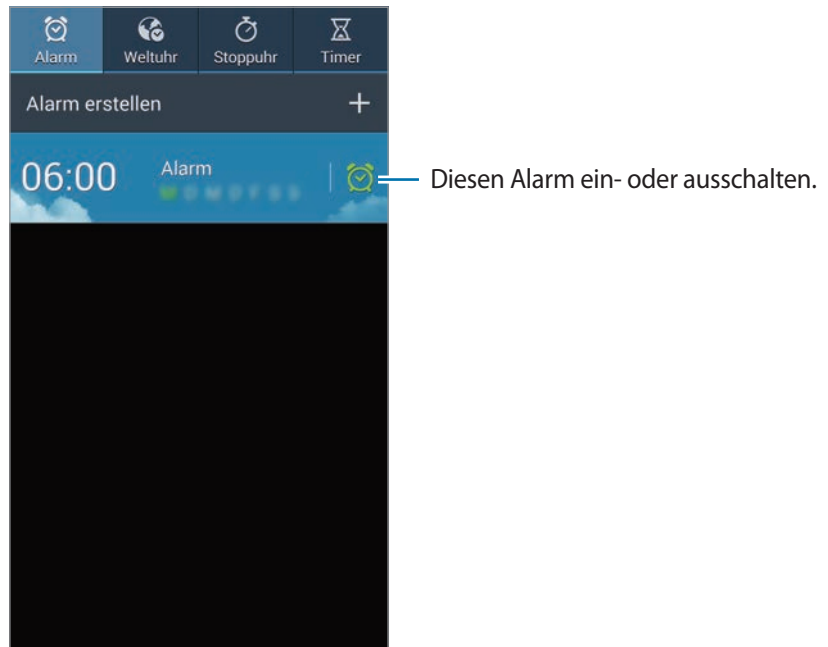 Alarm
Weltuhr
Stoppuhr
Timer
Alarm erstellen
06:00
Alarm
Diesen Alarm ein- oder ausschalten.